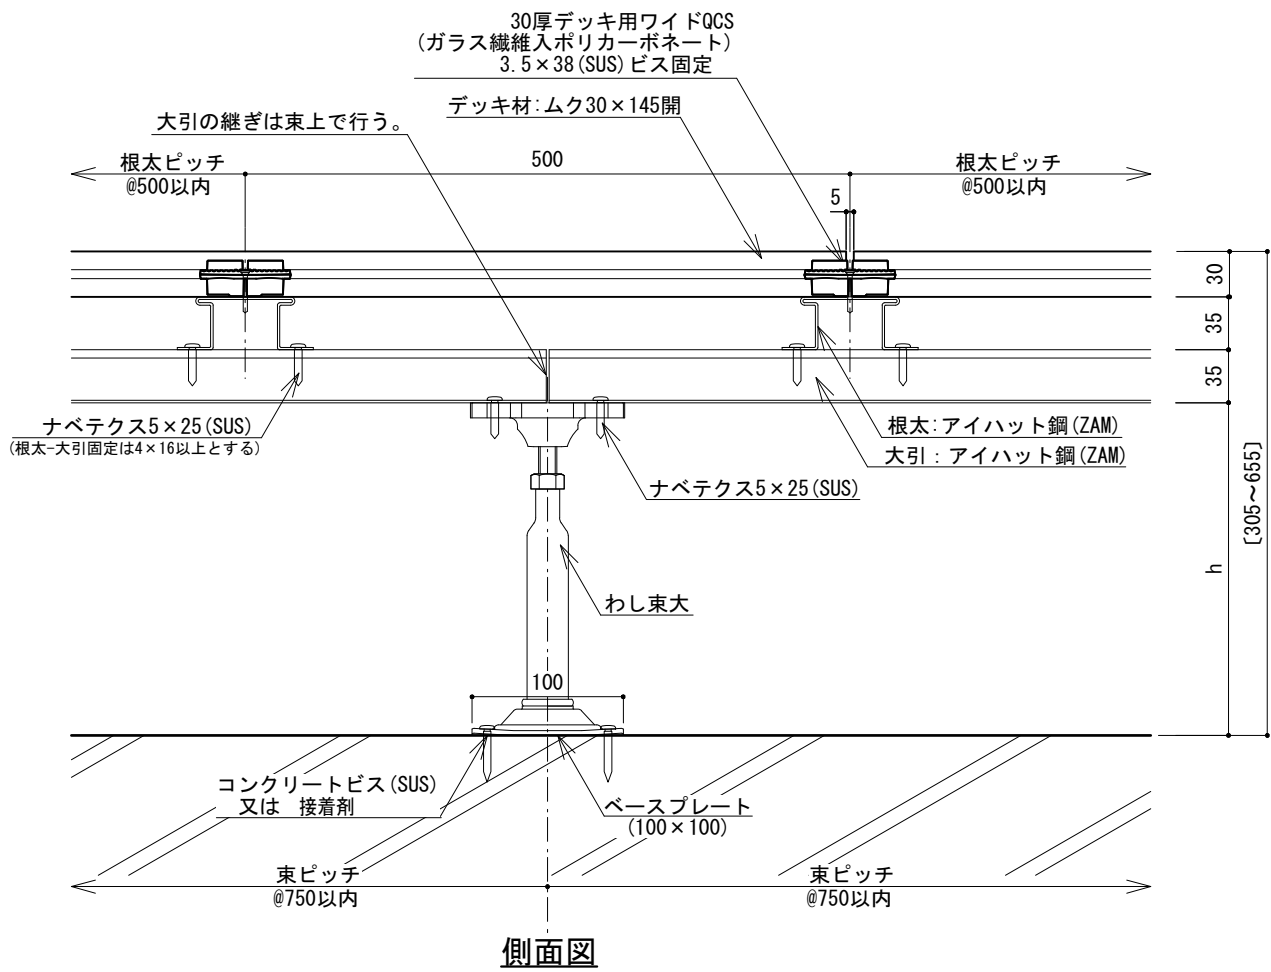 30厚デッキ用ワイドQCS
(ガラス繊維入ポリカーボネート)
3.5×38(SUS)ビス固定
デッキ材:ムク30×145開
大引の継ぎは束上で行う。
根太ピッチ
@500以内
500
根太ピッチ
@500以内
5
30
35
35
ナベテクス5×25(SUS)
(根太-大引固定は4×16以上とする)
根太:アイハット鋼(ZAM)
大引:アイハット鋼(ZAM)
ナベテクス5×25(SUS)
[305~655]
h
わし束大
100
コンクリートビス(SUS)
又は 接着剤
ベースプレート
(100×100)
束ピッチ
@750以内
束ピッチ
@750以内
側面図